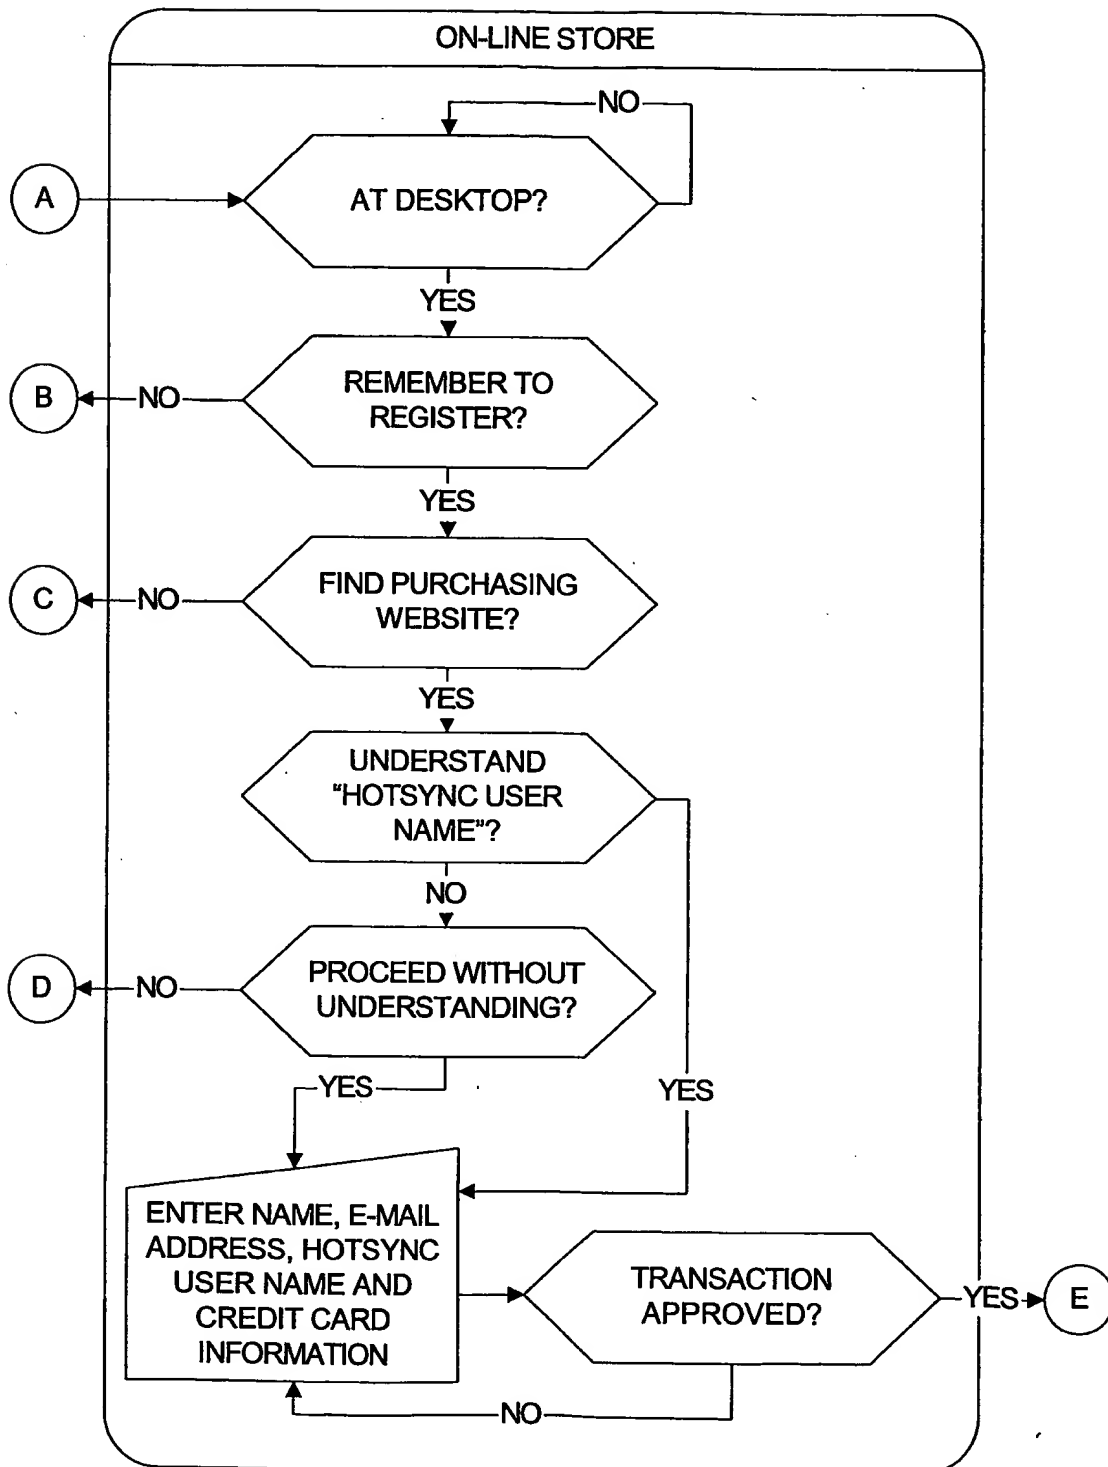 ON-LINE STORE
NO
A
AT DESKTOP?
YES
B
NO
REMEMBER TO
REGISTER?
YES
C
NO
FIND PURCHASING
WEBSITE?
YES
UNDERSTAND
"HOTSYNC USER
NAME"?
NO
D
NO
PROCEED WITHOUT
UNDERSTANDING?
YES
YES
ENTER NAME, E-MAIL
ADDRESS, HOTSYNC
USER NAME AND
CREDIT CARD
INFORMATION
TRANSACTION
APPROVED?
YES
E
NO